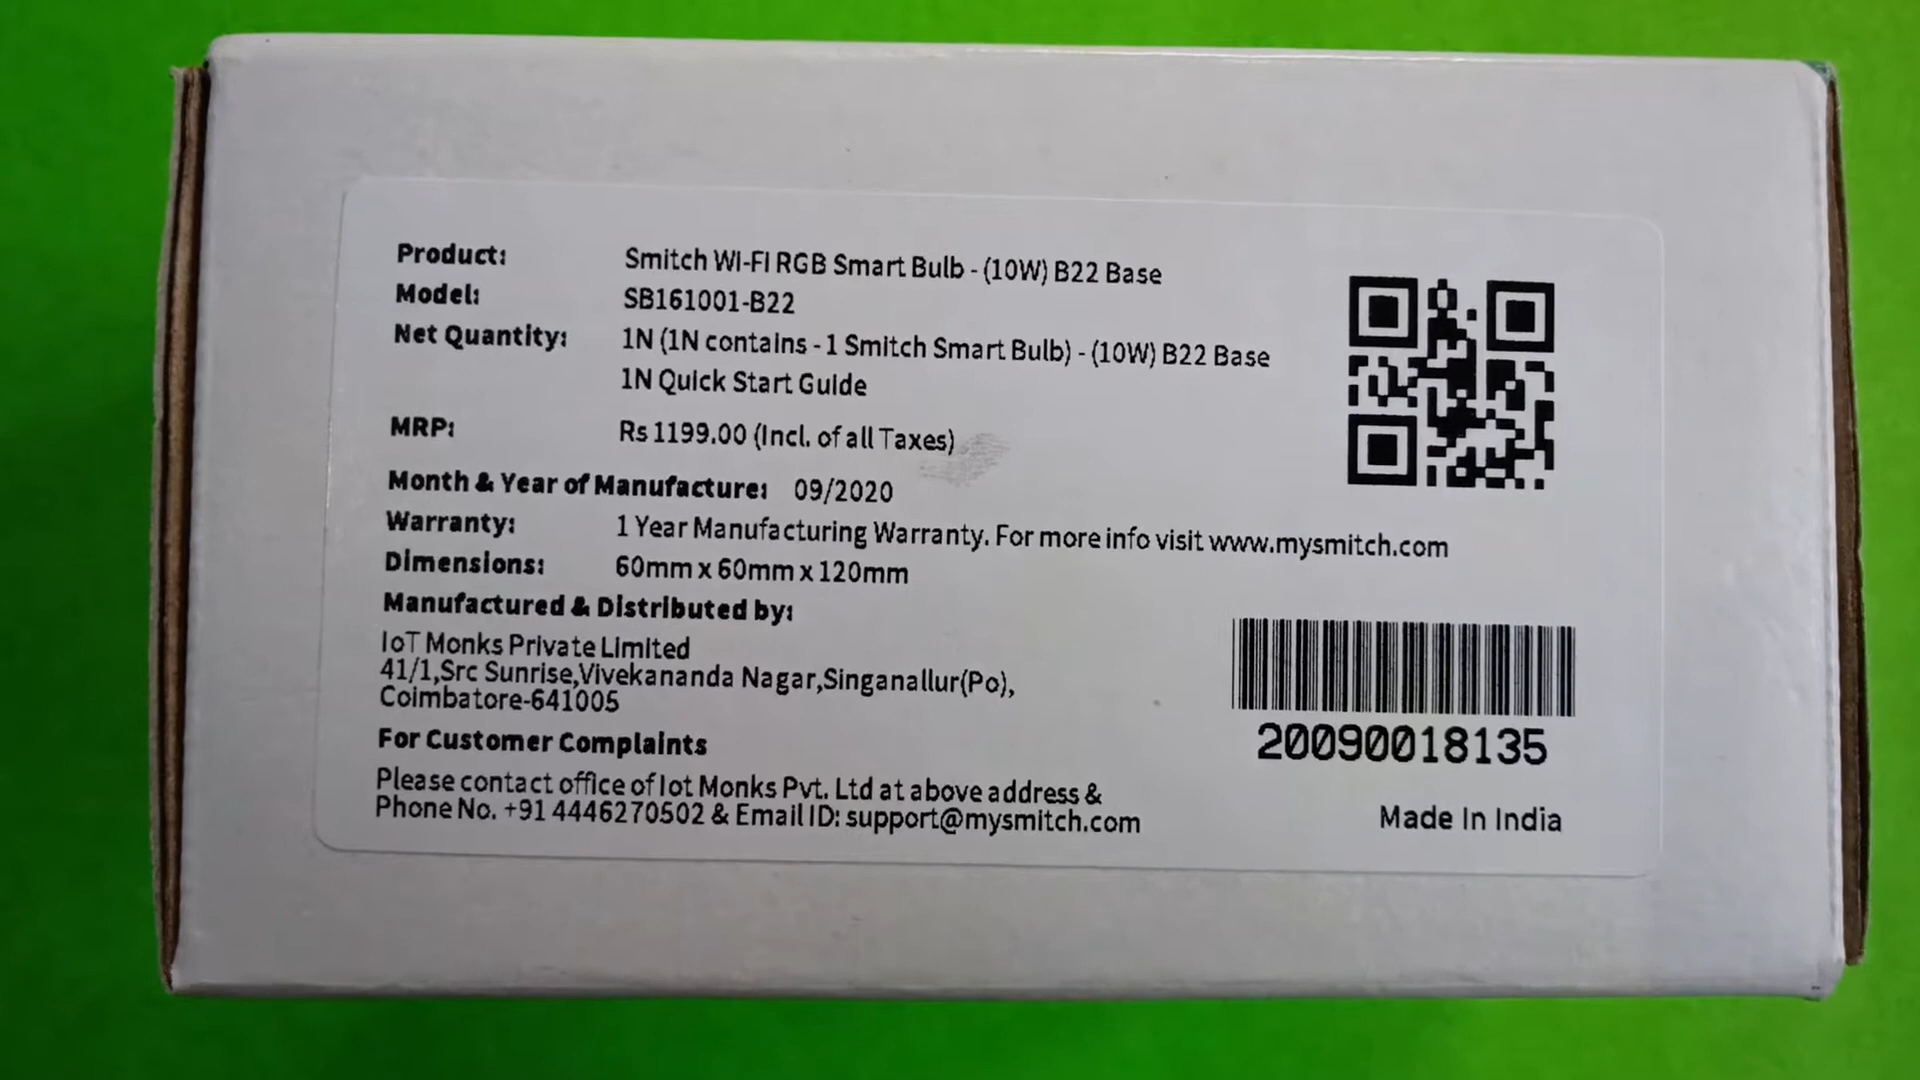 Product: Smitch WI-FI RGB Smart Bulb - (10W) B22 Base
Model: SB161001-B22
Net Quantity: 1N (1N contains - 1 Smitch Smart Bulb) - (10W) B22 Base
1N Quick Start Guide
MRP: Rs 1199.00 (Incl. of all Taxes)
Month & Year of Manufacture: 09/2020
Warranty: 1 Year Manufacturing Warranty. For more info visit www.mysmitch.com
Dimensions: 60mm x 60mm x 120mm
Manufactured & Distributed by:
IoT Monks Private Limited
41/1,Src Sunrise,Vivekananda Nagar,Singanallur(Po),
Coimbatore-641005
For Customer Complaints
Please contact office of Iot Monks Pvt. Ltd at above address &
Phone No. +91 4446270502 & Email ID: support@mysmitch.com
20090018135
Made In India